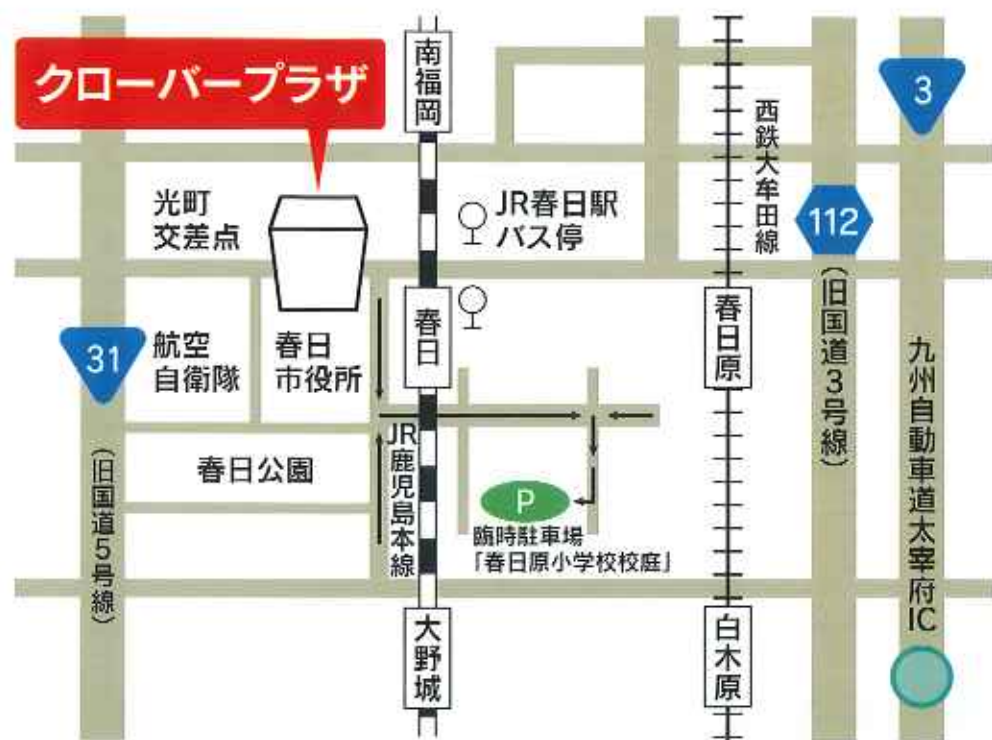 クローバープラザ
南福岡
3
西鉄大牟田線
光町
交差点
JR春日駅
バス停
112
(旧国道3号線)
31
航空
自衛隊
春日
市役所
春日
春日原
九州自動車道太宰府IC
JR鹿児島本線
春日公園
P
臨時駐車場
「春日原小学校校庭」
(旧国道5号線)
大野城
白木原